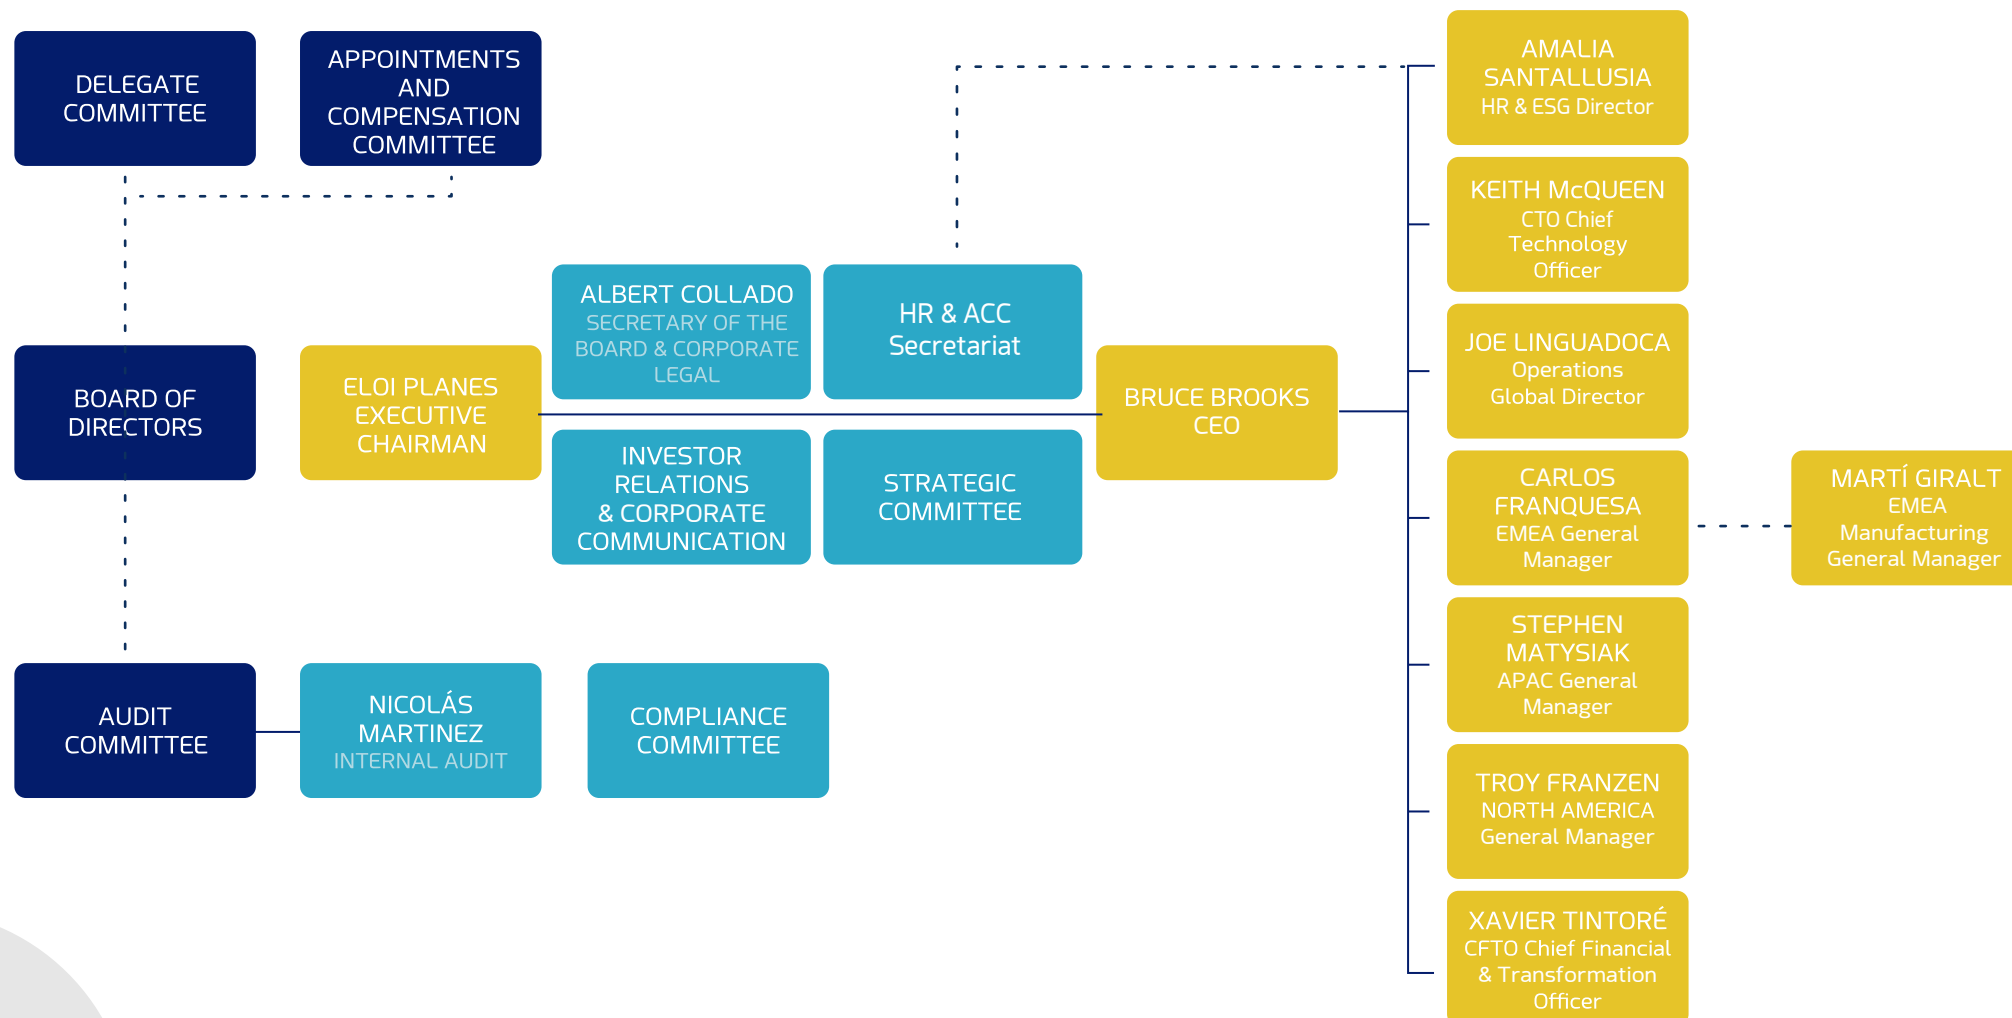 DELEGATE
COMMITTEE
APPOINTMENTS
AND
COMPENSATION
COMMITTEE
BOARD OF
DIRECTORS
ELOI PLANES
EXECUTIVE
CHAIRMAN
ALBERT COLLADO
SECRETARY OF THE
BOARD & CORPORATE
LEGAL
HR & ACC
Secretariat
INVESTOR
RELATIONS
& CORPORATE
COMMUNICATION
STRATEGIC
COMMITTEE
BRUCE BROOKS
CEO
AUDIT
COMMITTEE
NICOLÁS
MARTINEZ
INTERNAL AUDIT
COMPLIANCE
COMMITTEE
AMALIA
SANTALLUSIA
HR & ESG Director
KEITH McQUEEN
CTO Chief
Technology
Officer
JOE LINGUADOCA
Operations
Global Director
CARLOS
FRANQUESA
EMEA General
Manager
MARTÍ GIRALT
EMEA
Manufacturing
General Manager
STEPHEN
MATYSIAK
APAC General
Manager
TROY FRANZEN
NORTH AMERICA
General Manager
XAVIER TINTORÉ
CFTO Chief Financial
& Transformation
Officer